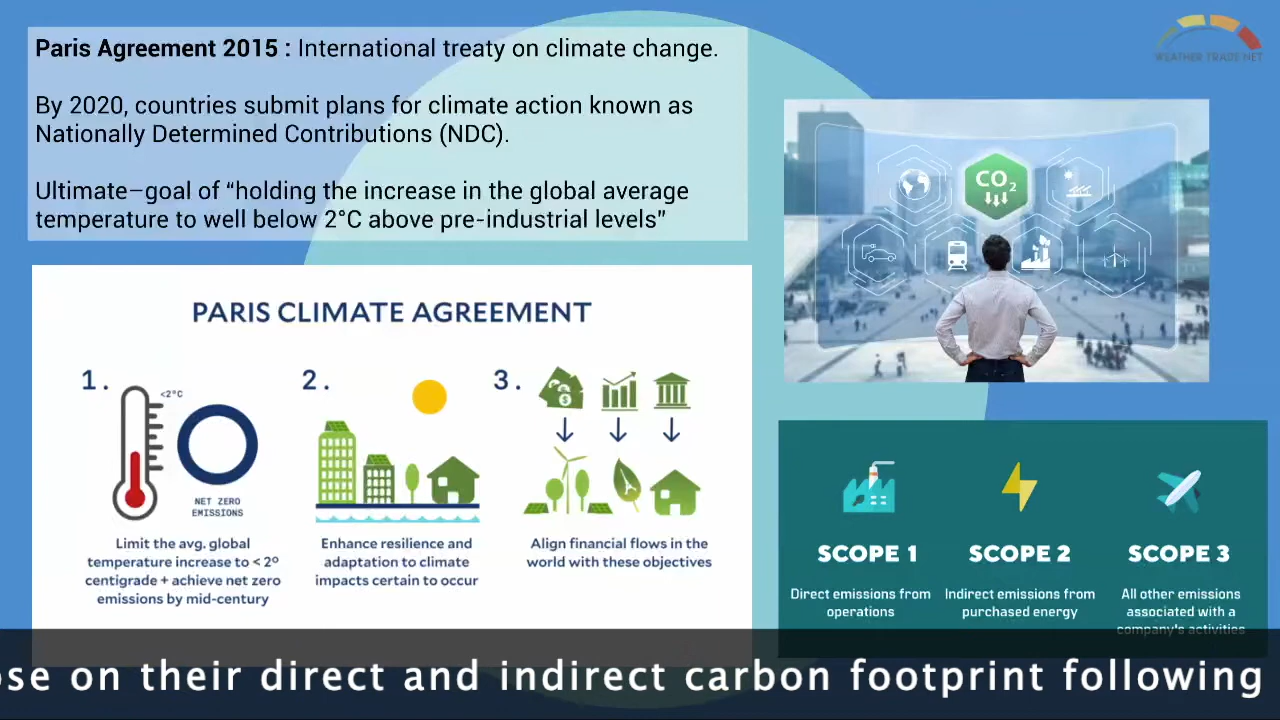 Paris Agreement 2015 : International treaty on climate change.
By 2020, countries submit plans for climate action known as
Nationally Determined Contributions (NDC).
Ultimate–goal of “holding the increase in the global average
temperature to well below 2°C above pre-industrial levels”
WEATHER TRADE NET
CO₂
PARIS CLIMATE AGREEMENT
1.
<2°C
NET ZERO
EMISSIONS
Limit the avg. global
temperature increase to < 2°
centigrade + achieve net zero
emissions by mid-century
2.
Enhance resilience and
adaptation to climate
impacts certain to occur
3.
Align financial flows in the
world with these objectives
SCOPE 1
Direct emissions from
operations
SCOPE 2
Indirect emissions from
purchased energy
SCOPE 3
All other emissions
associated with a
company's activities
on their direct and indirect carbon footprint following